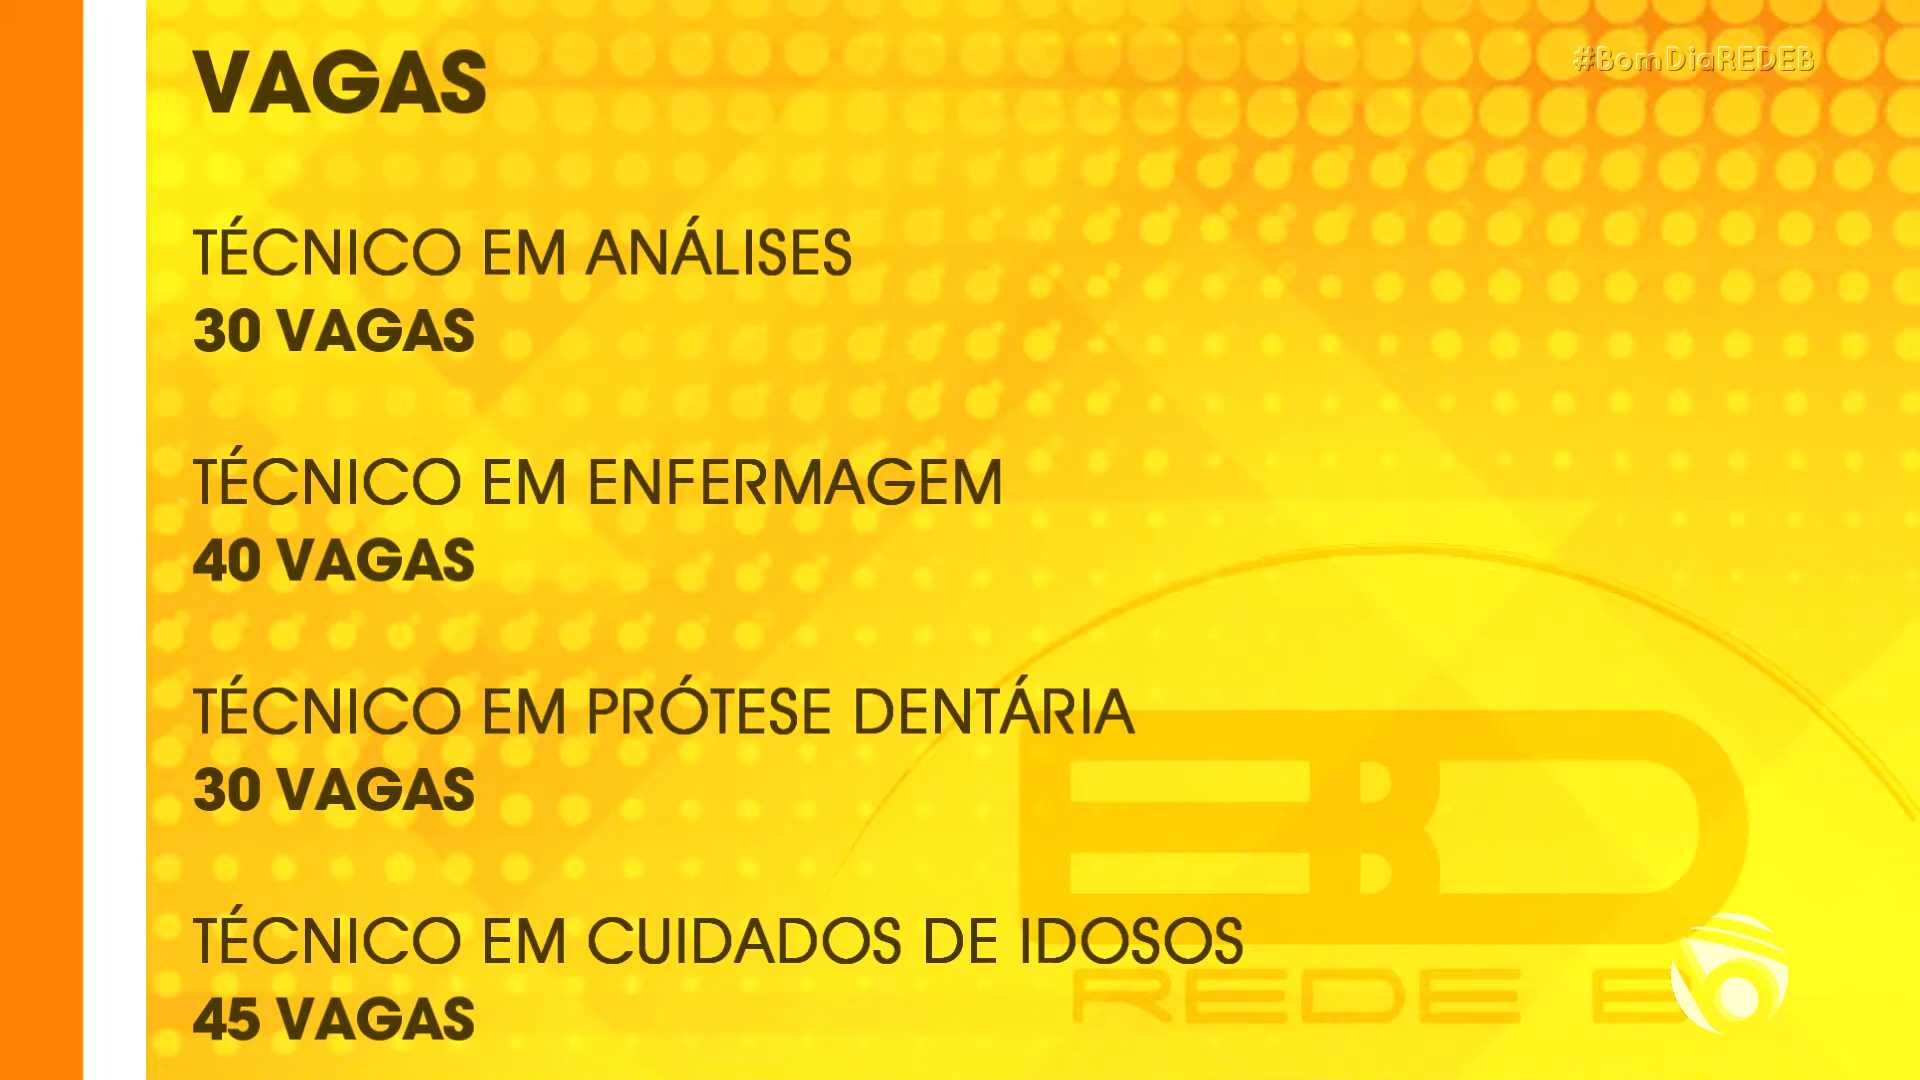 VAGAS
#BomDiaREDEB
TÉCNICO EM ANÁLISES
30 VAGAS
TÉCNICO EM ENFERMAGEM
40 VAGAS
TÉCNICO EM PRÓTESE DENTÁRIA
30 VAGAS
TÉCNICO EM CUIDADOS DE IDOSOS
45 VAGAS
BD
REDE B